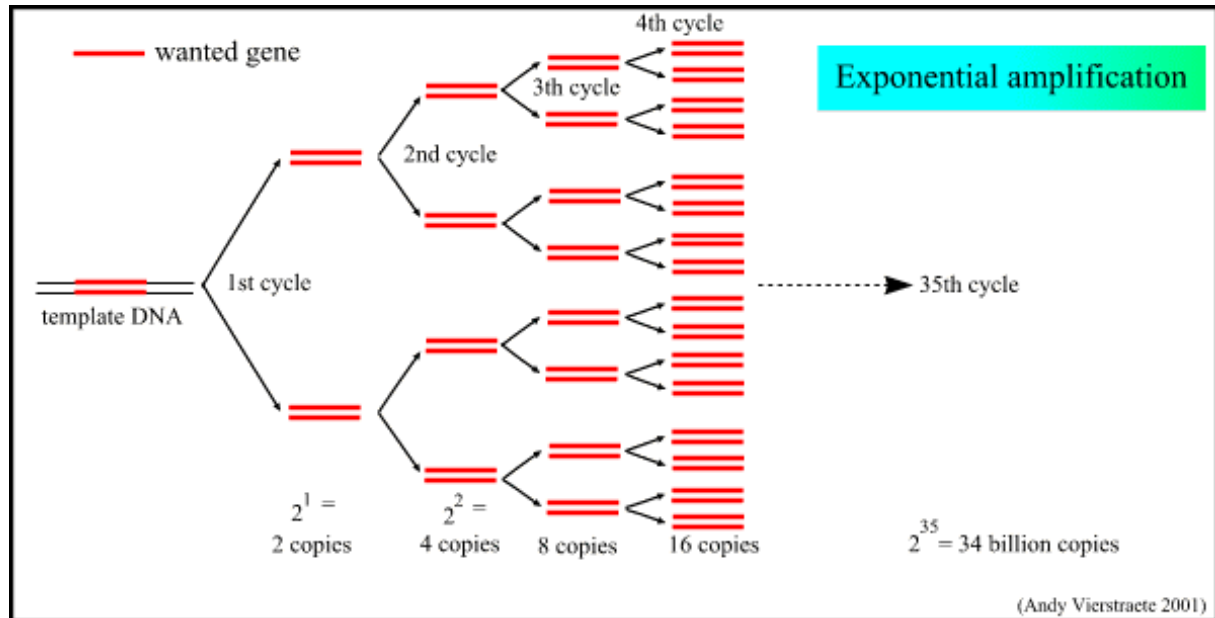 4th cycle
wanted gene
Exponential amplification
3th cycle
2nd cycle
1st cycle
35th cycle
template DNA
2^1 =
2 copies
2^2 =
4 copies
8 copies
16 copies
2^35 = 34 billion copies
(Andy Vierstraete 2001)